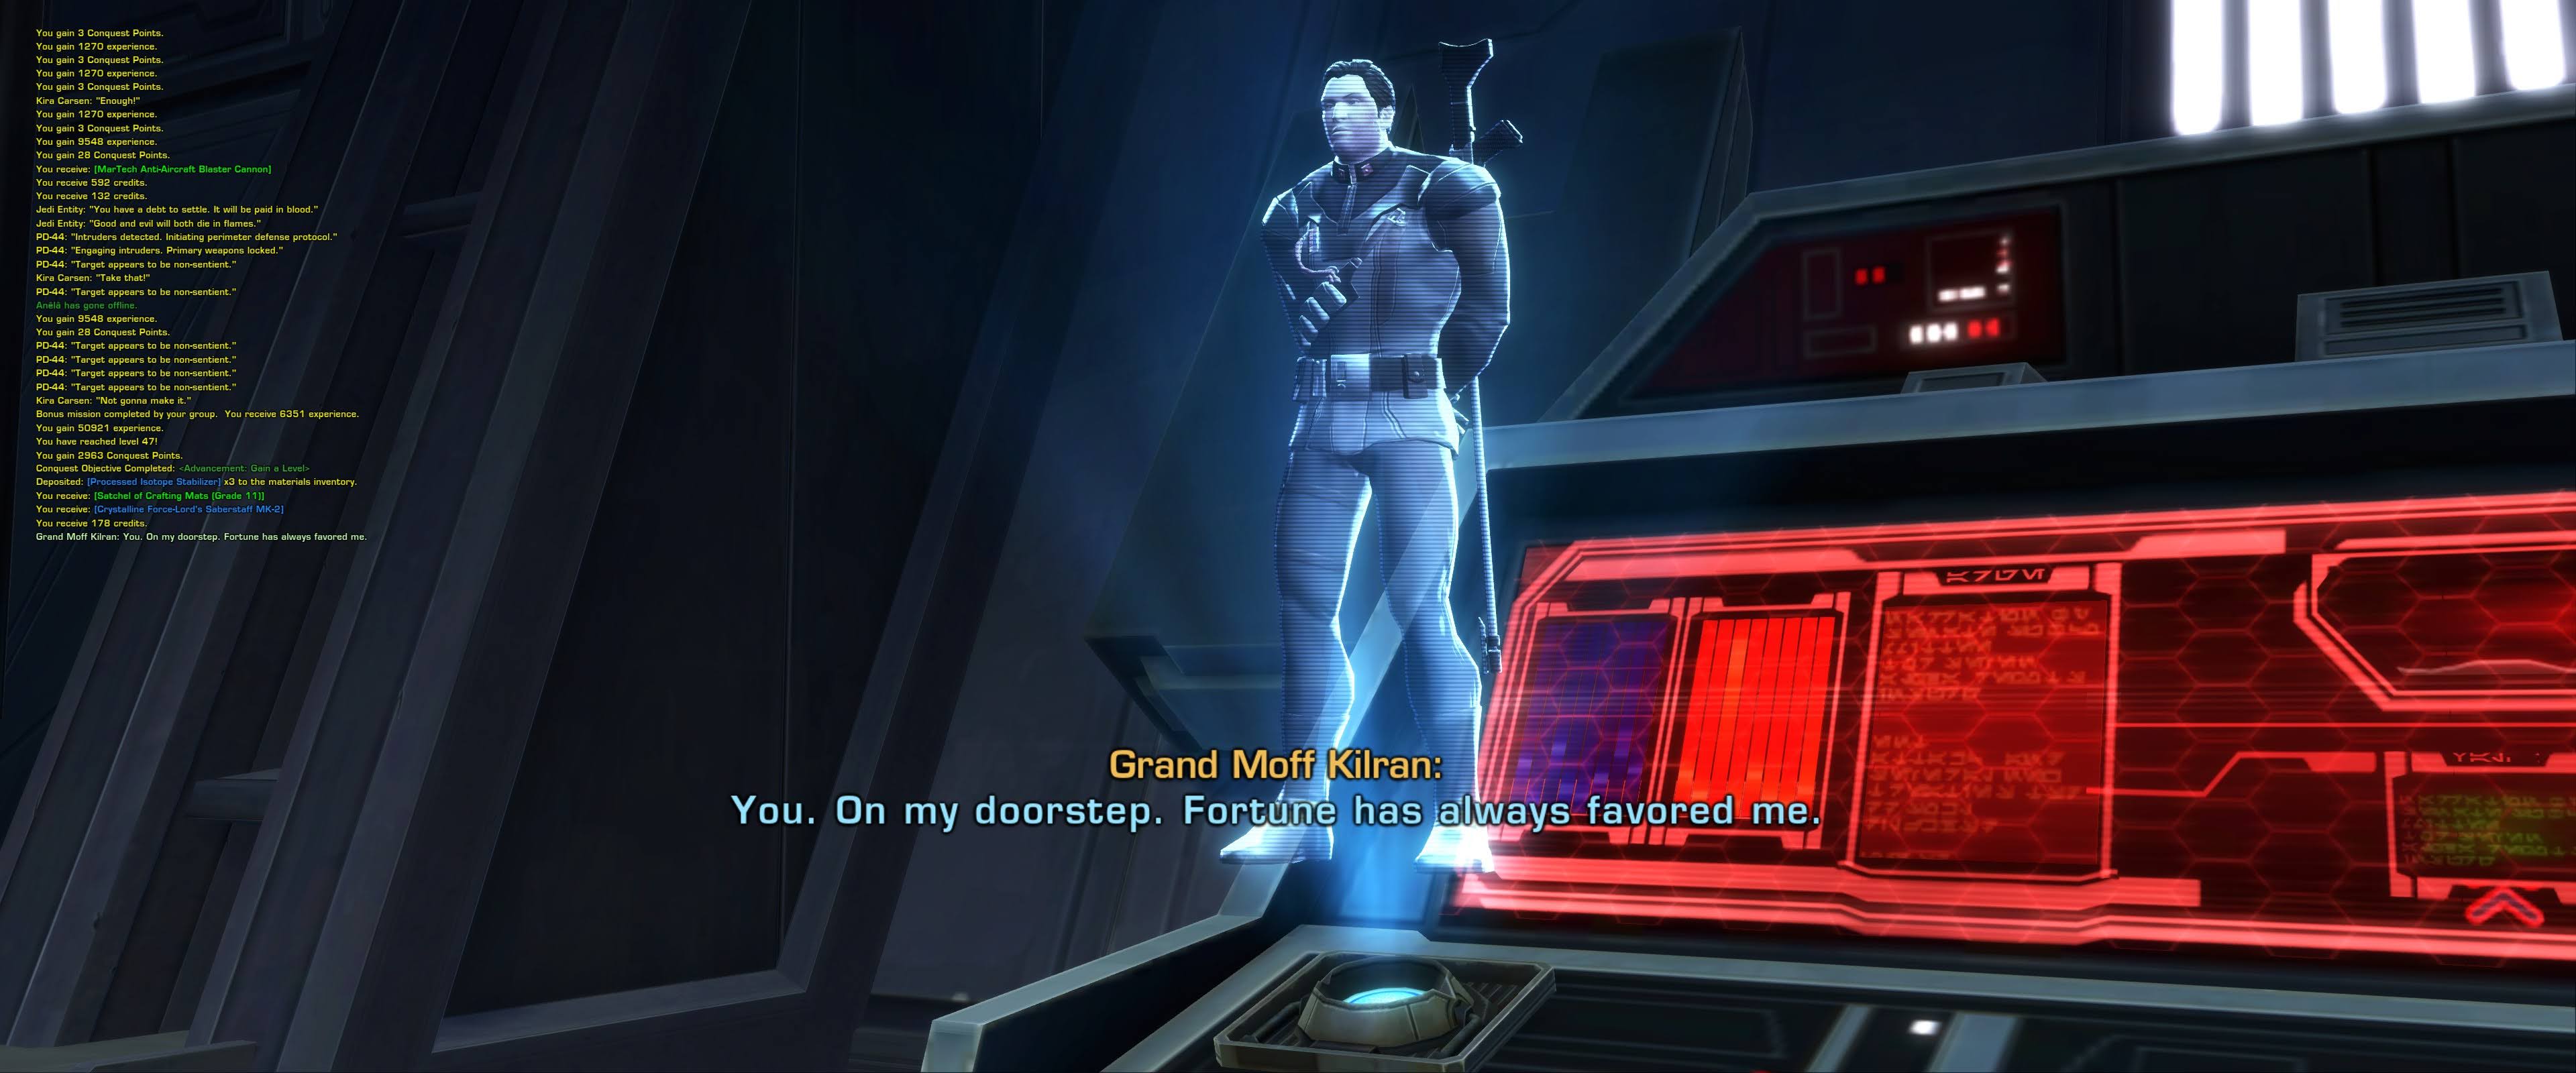 You gain 3 Conquest Points.
You gain 1270 experience.
You gain 3 Conquest Points.
You gain 1270 experience.
You gain 3 Conquest Points.
Kira Carsen: "Enough!"
You gain 1270 experience.
You gain 3 Conquest Points.
You gain 9548 experience.
You gain 28 Conquest Points.
You receive: [MarTech Anti-Aircraft Blaster Cannon]
You receive 592 credits.
You receive 132 credits.
Jedi Entity: "You have a debt to settle. It will be paid in blood."
Jedi Entity: "Good and evil will both die in flames."
PD-44: "Intruders detected. Initiating perimeter defense protocol."
PD-44: "Engaging intruders. Primary weapons locked."
PD-44: "Target appears to be non-sentient."
Kira Carsen: "Take that!"
PD-44: "Target appears to be non-sentient."
Anêlâ has gone offline.
You gain 9548 experience.
You gain 28 Conquest Points.
PD-44: "Target appears to be non-sentient."
PD-44: "Target appears to be non-sentient."
PD-44: "Target appears to be non-sentient."
PD-44: "Target appears to be non-sentient."
Kira Carsen: "Not gonna make it."
Bonus mission completed by your group. You receive 6351 experience.
You gain 50921 experience.
You have reached level 47!
You gain 2963 Conquest Points.
Conquest Objective Completed: <Advancement: Gain a Level>
Deposited: [Processed Isotope Stabilizer] x3 to the materials inventory.
You receive: [Satchel of Crafting Mats (Grade 11)]
You receive: [Crystalline Force-Lord's Saberstaff MK-2]
You receive 178 credits.
Grand Moff Kilran: You. On my doorstep. Fortune has always favored me.
Grand Moff Kilran:
You. On my doorstep. Fortune has always favored me.